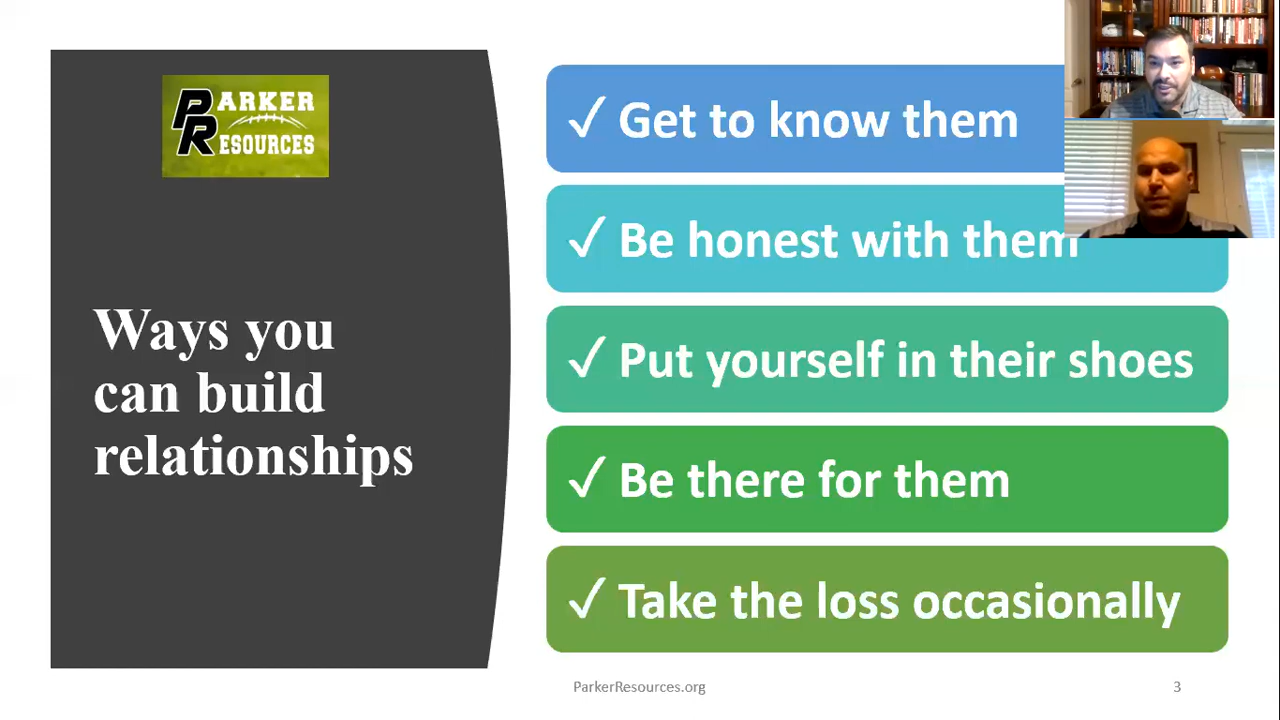 PARKER
RESOURCES
Ways you
can build
relationships
✓ Get to know them
✓ Be honest with them
✓ Put yourself in their shoes
✓ Be there for them
✓ Take the loss occasionally
ParkerResources.org
3